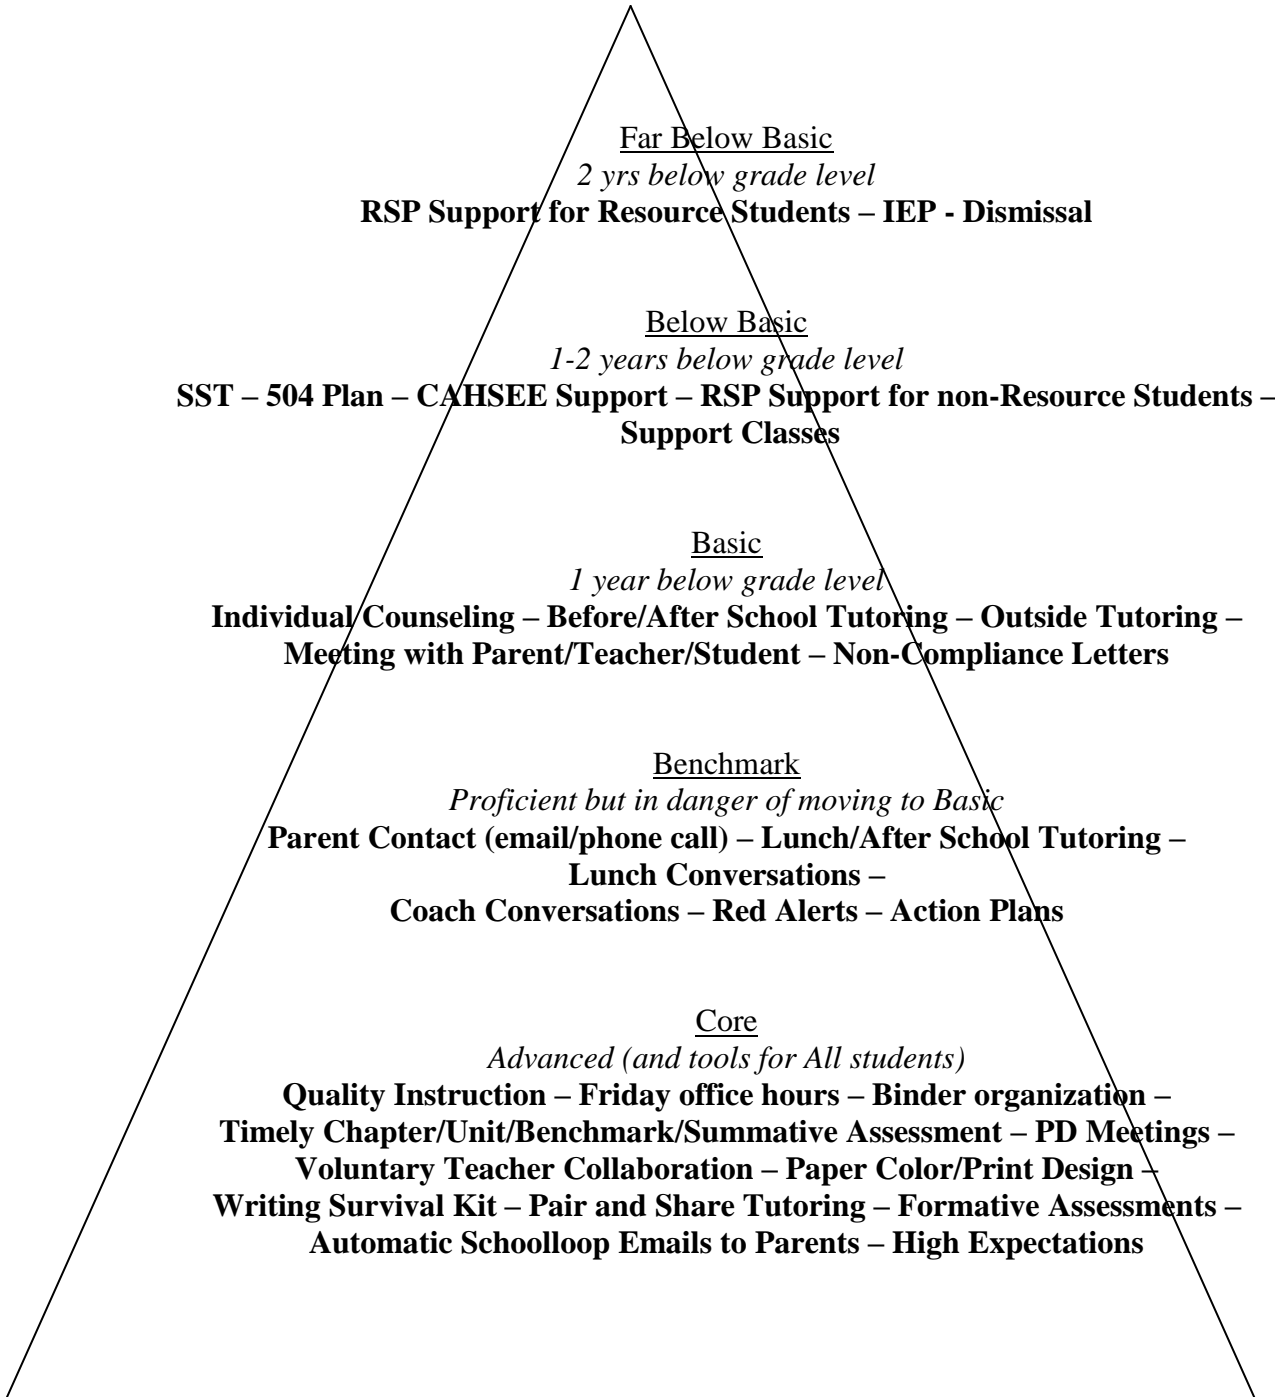 Far Below Basic
2 yrs below grade level
RSP Support for Resource Students – IEP - Dismissal
Below Basic
1-2 years below grade level
SST – 504 Plan – CAHSEE Support – RSP Support for non-Resource Students –
Support Classes
Basic
1 year below grade level
Individual Counseling – Before/After School Tutoring – Outside Tutoring –
Meeting with Parent/Teacher/Student – Non-Compliance Letters
Benchmark
Proficient but in danger of moving to Basic
Parent Contact (email/phone call) – Lunch/After School Tutoring –
Lunch Conversations –
Coach Conversations – Red Alerts – Action Plans
Core
Advanced (and tools for All students)
Quality Instruction – Friday office hours – Binder organization –
Timely Chapter/Unit/Benchmark/Summative Assessment – PD Meetings –
Voluntary Teacher Collaboration – Paper Color/Print Design –
Writing Survival Kit – Pair and Share Tutoring – Formative Assessments –
Automatic Schoolloop Emails to Parents – High Expectations